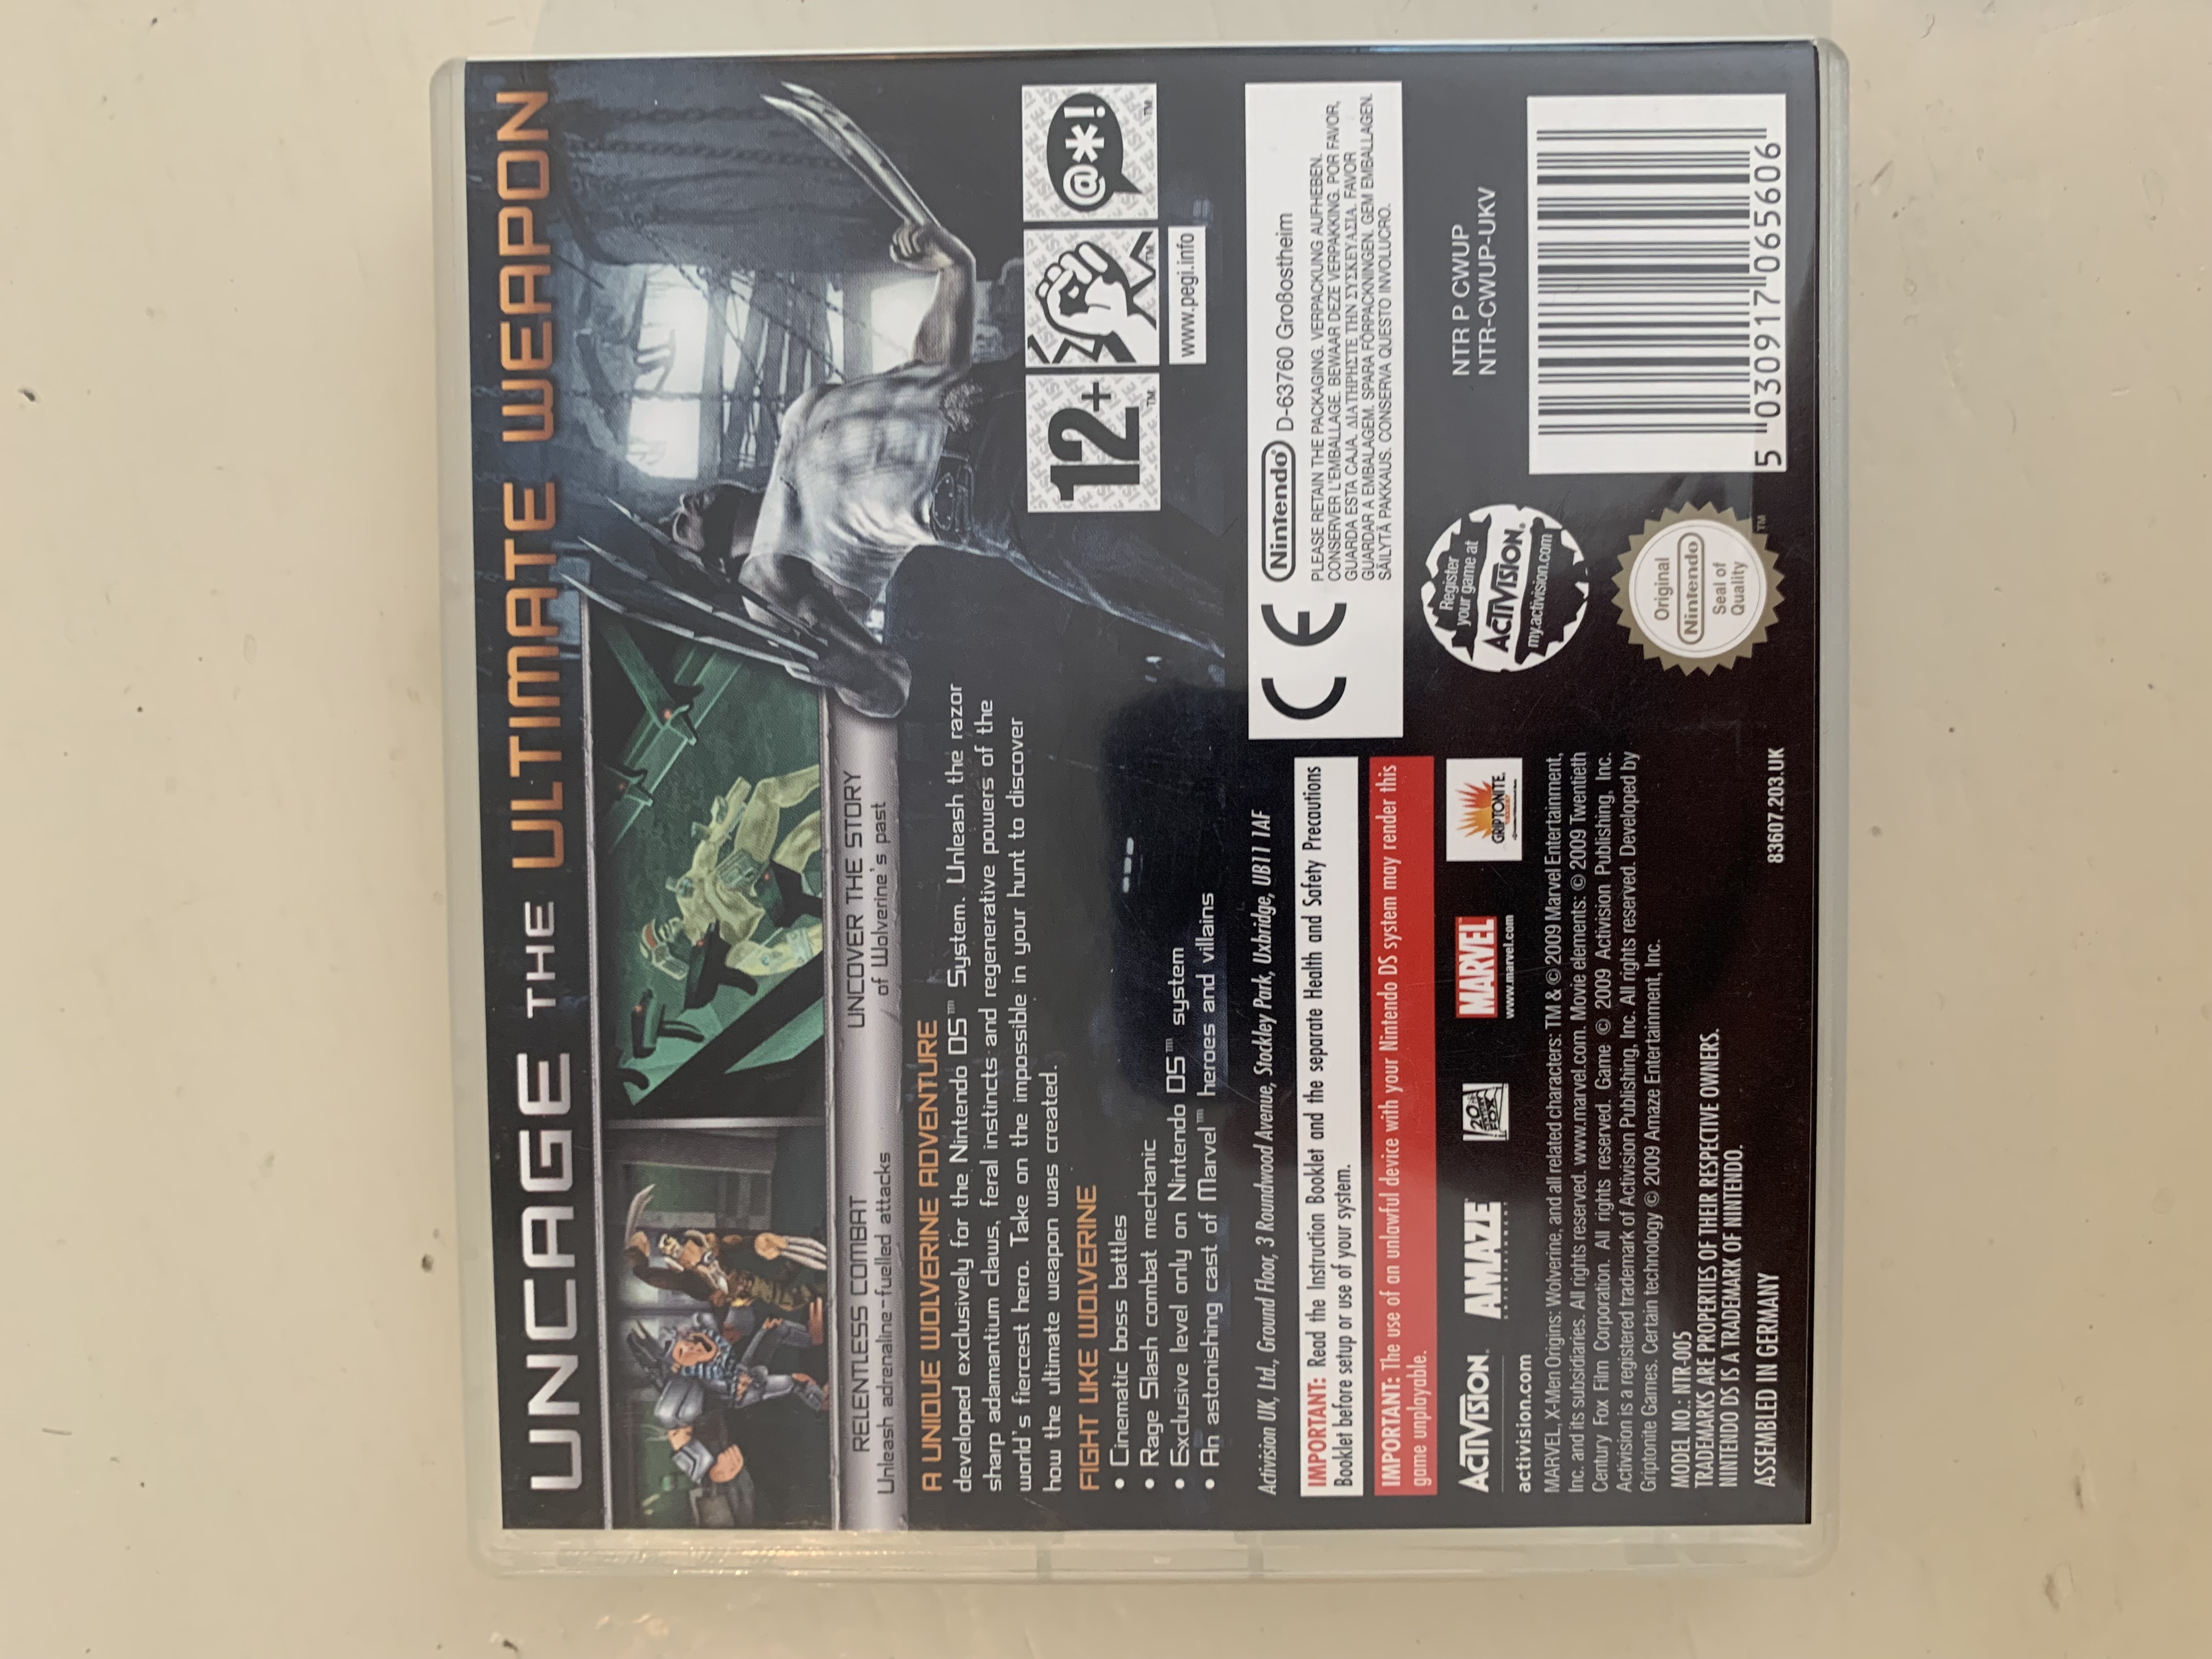 UNCAGE THE ULTIMATE WEAPON
RELENTLESS COMBAT
Unleash adrenaline-fuelled attacks
UNCOVER THE STORY
of Wolverine's past
A UNIQUE WOLVERINE ADVENTURE
developed exclusively for the Nintendo DS™ System. Unleash the razor
sharp adamantium claws, feral instincts and regenerative powers of the
world's fiercest hero. Take on the impossible in your hunt to discover
how the ultimate weapon was created.
FIGHT LIKE WOLVERINE
• Cinematic boss battles
• Rage Slash combat mechanic
• Exclusive level only on Nintendo DS™ system
• An astonishing cast of Marvel™ heroes and villains
12+ ™
™
@*! ™
www.pegi.info
Activision UK, Ltd., Ground Floor, 3 Roundwood Avenue, Stockley Park, Uxbridge, UB11 1AF
IMPORTANT: Read the Instruction Booklet and the separate Health and Safety Precautions
Booklet before setup or use of your system.
IMPORTANT: The use of an unlawful device with your Nintendo DS system may render this
game unplayable.
CE Nintendo® D-63760 Großostheim
PLEASE RETAIN THE PACKAGING. VERPACKUNG AUFHEBEN.
CONSERVER L'EMBALLAGE. BEWAAR DEZE VERPAKKING. POR FAVOR,
GUARDA ESTA CAJA. ΔΙΑΤΗΡΗΣΤΕ ΤΗΝ ΣΥΣΚΕΥΑΣΙΑ. FAVOR
GUARDAR A EMBALAGEM. SPARA FÖRPACKNINGEN. GEM EMBALLAGEN.
SÄILYTÄ PAKKAUS. CONSERVA QUESTO INVOLUCRO.
ACTIVISION.
activision.com
AMAZE
ENTERTAINMENT
20th
CENTURY
FOX
MARVEL
www.marvel.com
GRIPTONITE.
GAMES
Register
your game at
ACTIVISION.
my.activision.com
NTR P CWUP
NTR-CWUP-UKV
MARVEL, X-Men Origins: Wolverine, and all related characters: TM & © 2009 Marvel Entertainment,
Inc. and its subsidiaries. All rights reserved. www.marvel.com. Movie elements: © 2009 Twentieth
Century Fox Film Corporation. All rights reserved. Game © 2009 Activision Publishing, Inc.
Activision is a registered trademark of Activision Publishing, Inc. All rights reserved. Developed by
Griptonite Games. Certain technology © 2009 Amaze Entertainment, Inc.
MODEL NO.: NTR-005
TRADEMARKS ARE PROPERTIES OF THEIR RESPECTIVE OWNERS.
NINTENDO DS IS A TRADEMARK OF NINTENDO.
ASSEMBLED IN GERMANY
83607.203.UK
Original
Nintendo
Seal of
Quality
TM
5 030917 065606